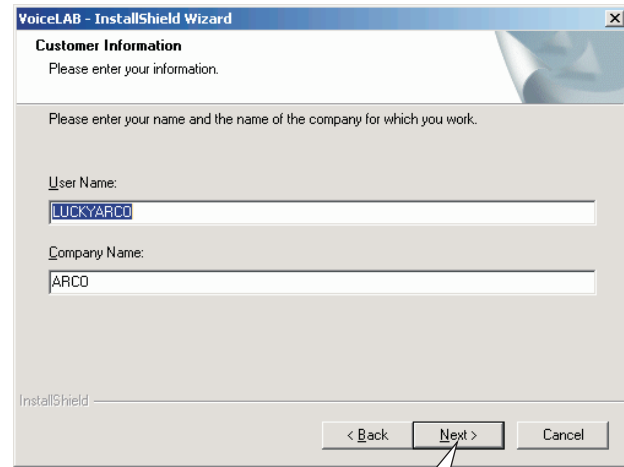 VoiceLAB - InstallShield Wizard
Customer Information
Please enter your information.
Please enter your name and the name of the company for which you work.
User Name:
LUCKYARCO
Company Name:
ARCO
InstallShield
< Back Next > Cancel